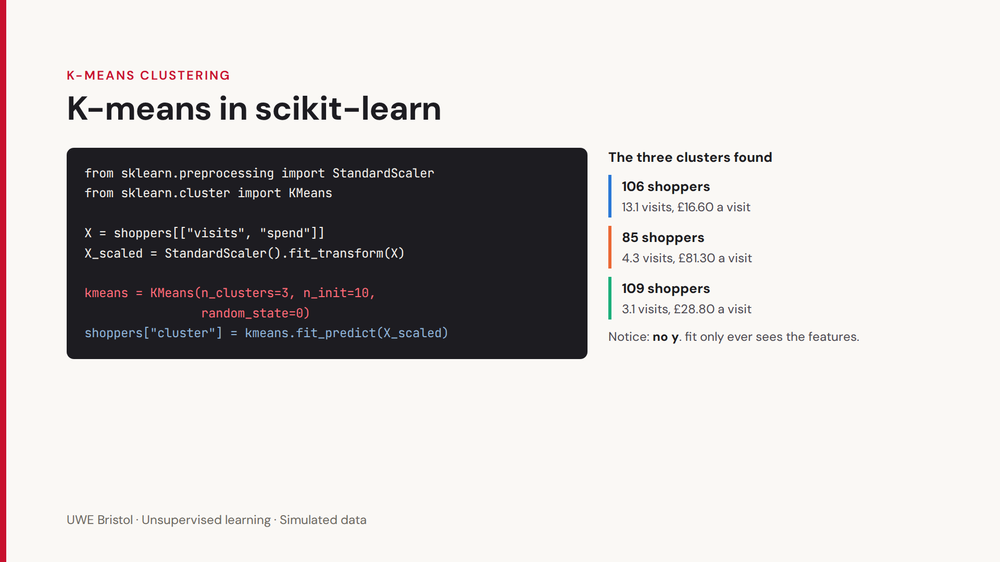 K-MEANS CLUSTERING
K-means in scikit-learn
from sklearn.preprocessing import StandardScaler
from sklearn.cluster import KMeans
X = shoppers[["visits", "spend"]]
X_scaled = StandardScaler().fit_transform(X)
kmeans = KMeans(n_clusters=3, n_init=10,
random_state=0)
shoppers["cluster"] = kmeans.fit_predict(X_scaled)
The three clusters found
106 shoppers
13.1 visits, £16.60 a visit
85 shoppers
4.3 visits, £81.30 a visit
109 shoppers
3.1 visits, £28.80 a visit
Notice: no y. fit only ever sees the features.
UWE Bristol · Unsupervised learning · Simulated data